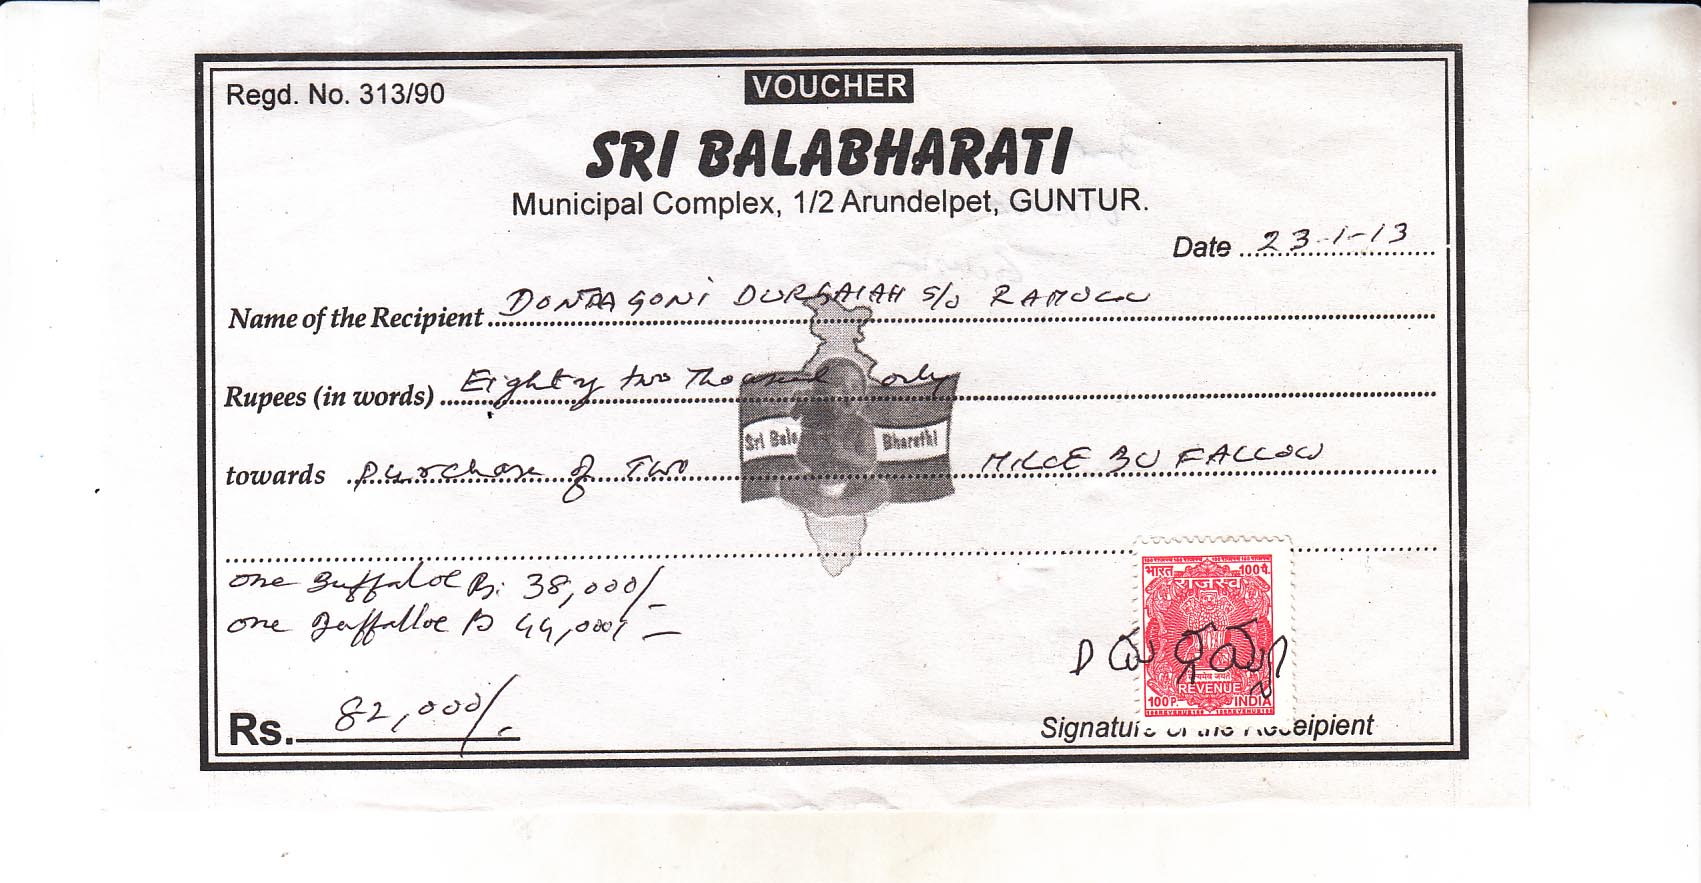 Regd. No. 313/90
VOUCHER
SRI BALABHARATI
Municipal Complex, 1/2 Arundelpet, GUNTUR.
Date 23-1-13
Name of the Recipient DONTAGONI DURGAIAH S/o RAMULU
Rupees (in words) Eighty two Thousand only
Sri Bala Bharathi
towards purchase of TWO MILCE BUFALLOW
one Buffaloe Rs: 38,000/-
one Buffalloe Rs 44,000/-
Rs. 82,000/-
भारत 100 पै.
राजस्व
सत्यमेव जयते
REVENUE
100 P. INDIA
D దుర్గయ్య
Signature of the Receipient